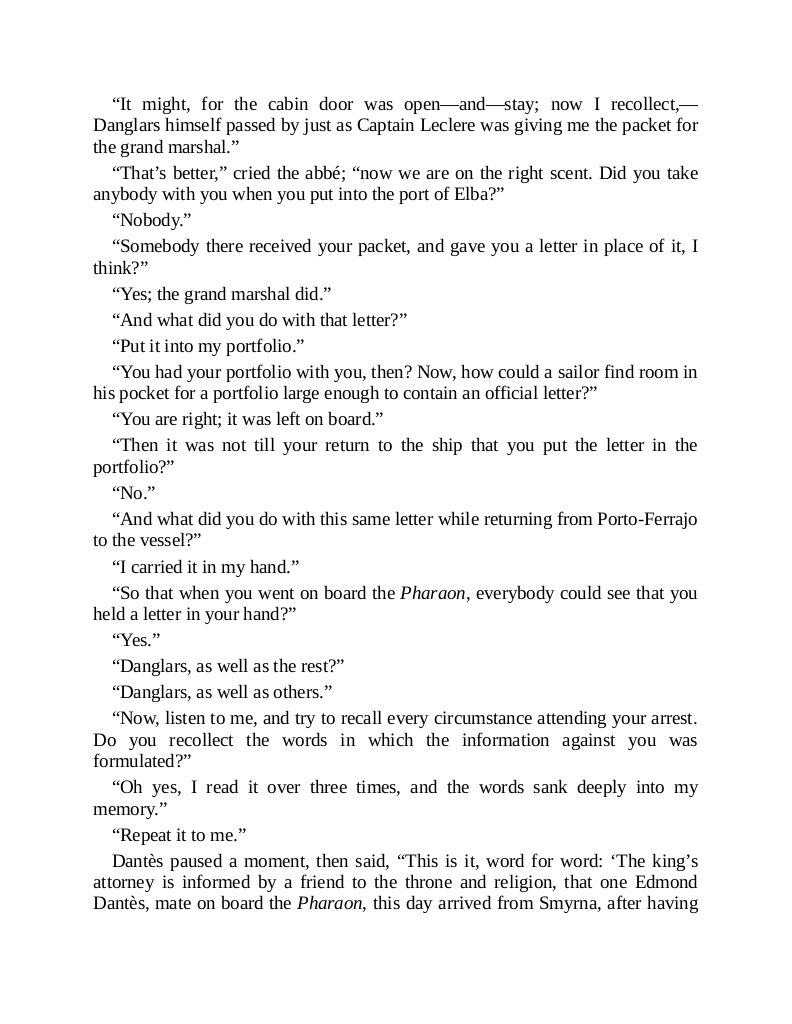 “It might, for the cabin door was open—and—stay; now I recollect,—
Danglars himself passed by just as Captain Leclere was giving me the packet for
the grand marshal.”
“That’s better,” cried the abbé; “now we are on the right scent. Did you take
anybody with you when you put into the port of Elba?”
“Nobody.”
“Somebody there received your packet, and gave you a letter in place of it, I
think?”
“Yes; the grand marshal did.”
“And what did you do with that letter?”
“Put it into my portfolio.”
“You had your portfolio with you, then? Now, how could a sailor find room in
his pocket for a portfolio large enough to contain an official letter?”
“You are right; it was left on board.”
“Then it was not till your return to the ship that you put the letter in the
portfolio?”
“No.”
“And what did you do with this same letter while returning from Porto-Ferrajo
to the vessel?”
“I carried it in my hand.”
“So that when you went on board the Pharaon, everybody could see that you
held a letter in your hand?”
“Yes.”
“Danglars, as well as the rest?”
“Danglars, as well as others.”
“Now, listen to me, and try to recall every circumstance attending your arrest.
Do you recollect the words in which the information against you was
formulated?”
“Oh yes, I read it over three times, and the words sank deeply into my
memory.”
“Repeat it to me.”
Dantès paused a moment, then said, “This is it, word for word: ‘The king’s
attorney is informed by a friend to the throne and religion, that one Edmond
Dantès, mate on board the Pharaon, this day arrived from Smyrna, after having